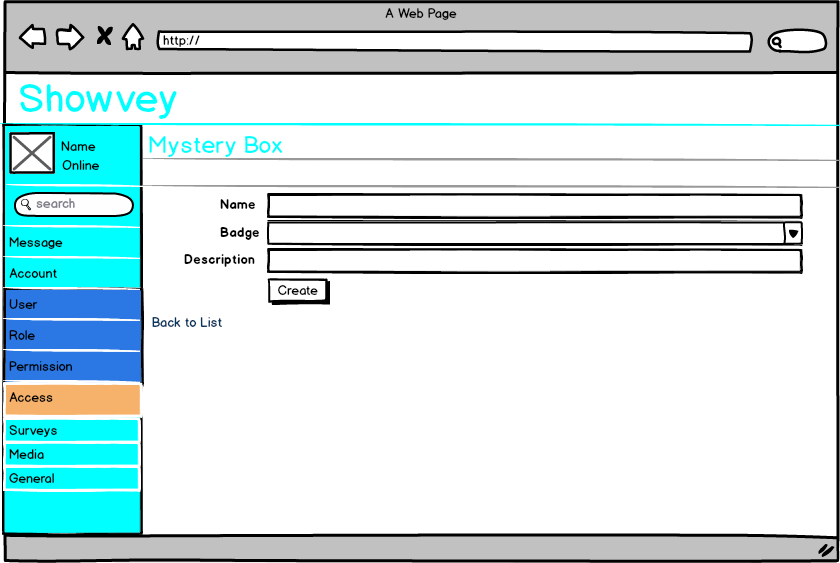 A Web Page
http://
Showvey
Name
Online
Mystery Box
search
Name
Message
Badge
Account
Description
User
Create
Role
Back to List
Permission
Access
Surveys
Media
General